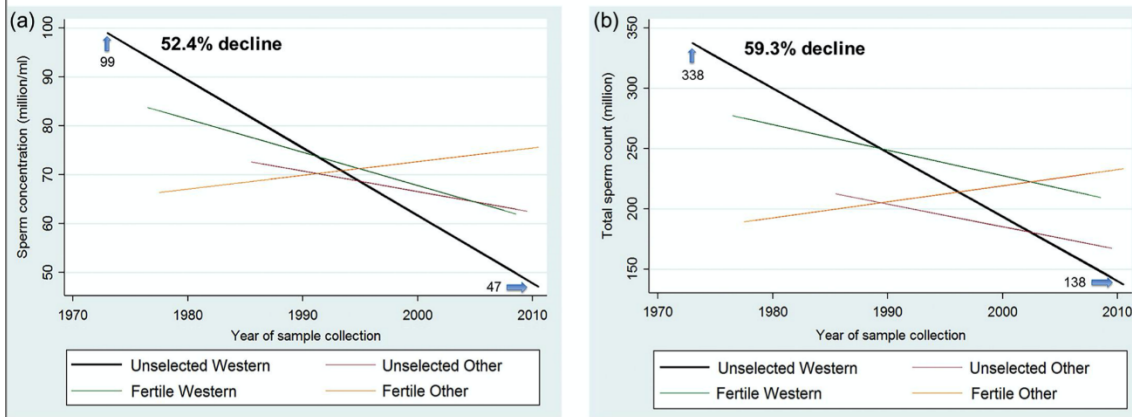 (a)
52.4% decline
Sperm concentration (million/ml)
100
90
80
70
60
50
99
47
1970
1980
1990
2000
2010
Year of sample collection
Unselected Western
Unselected Other
Fertile Western
Fertile Other
(b)
59.3% decline
Total sperm count (million)
350
300
250
200
150
338
138
1970
1980
1990
2000
2010
Year of sample collection
Unselected Western
Unselected Other
Fertile Western
Fertile Other